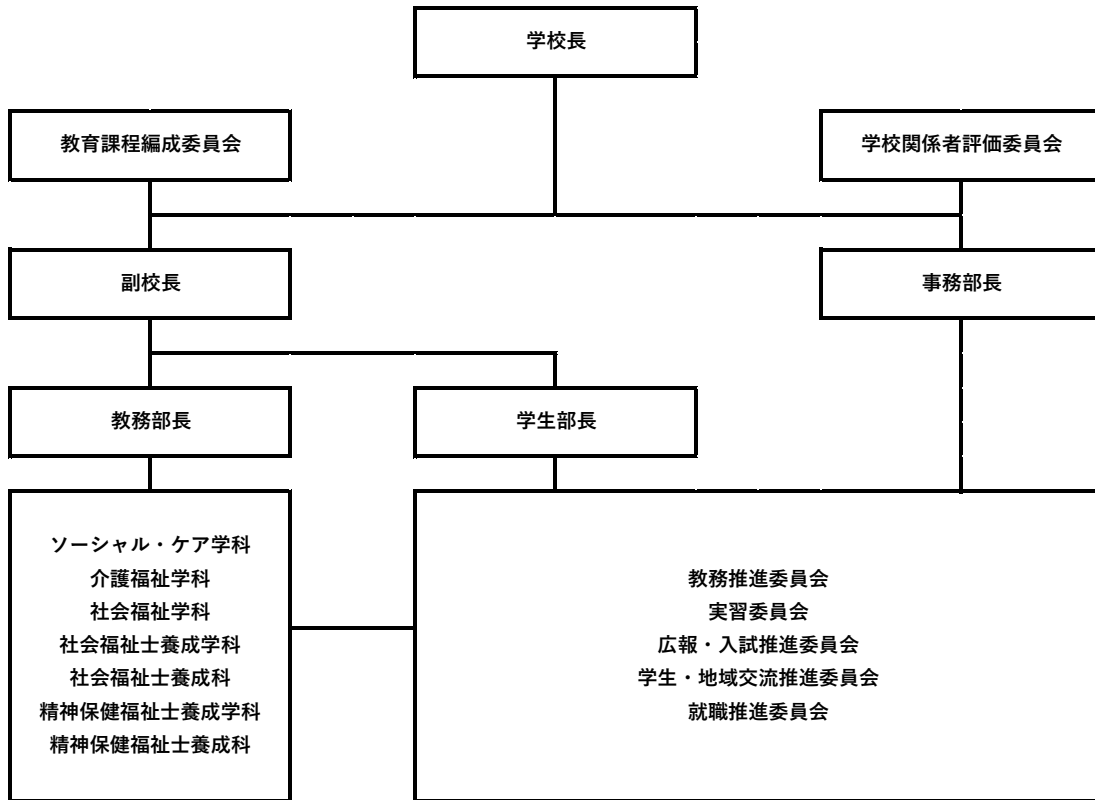 学校長
教育課程編成委員会
学校関係者評価委員会
副校長
事務部長
教務部長
学生部長
ソーシャル・ケア学科
介護福祉学科
社会福祉学科
社会福祉士養成学科
社会福祉士養成科
精神保健福祉士養成学科
精神保健福祉士養成科
教務推進委員会
実習委員会
広報・入試推進委員会
学生・地域交流推進委員会
就職推進委員会